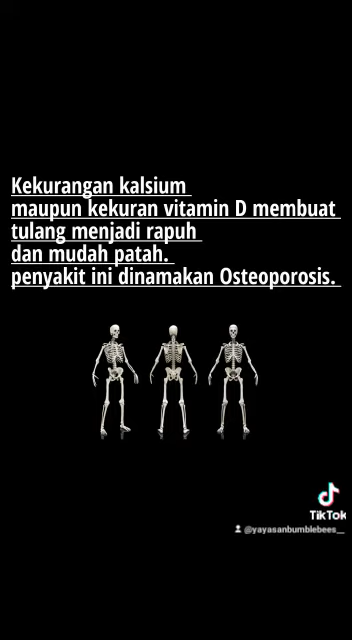 Kekurangan kalsium
maupun kekuran vitamin D membuat
tulang menjadi rapuh
dan mudah patah.
penyakit ini dinamakan Osteoporosis.
TikTok
@yayasanbumblebees__